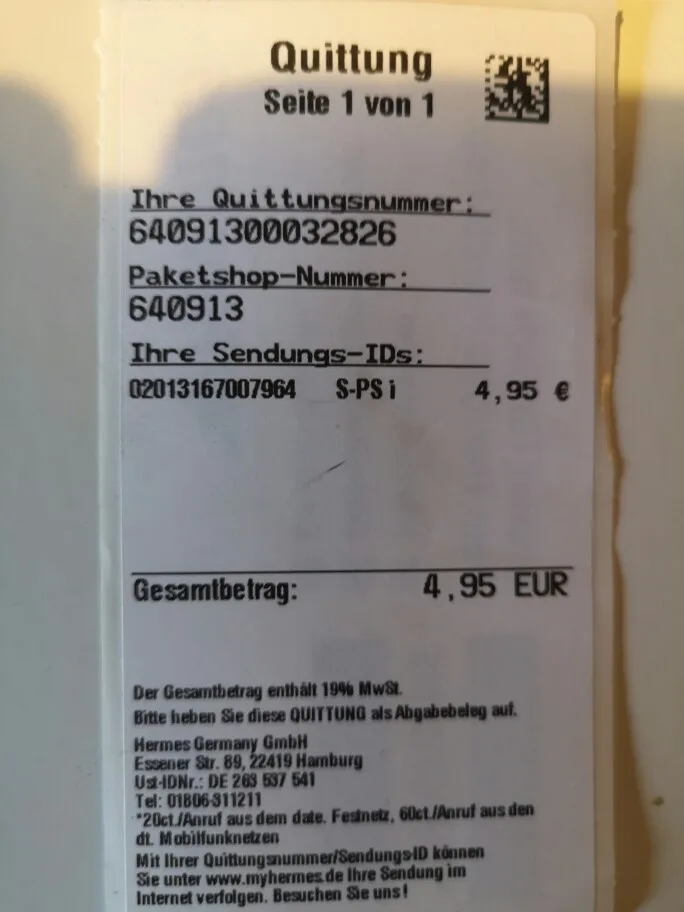 Quittung
Seite 1 von 1
Ihre Quittungsnummer:
64091300032826
Paketshop-Nummer:
640913
Ihre Sendungs-IDs:
02013167007964 S-PS i 4,95 €
Gesamtbetrag: 4,95 EUR
Der Gesamtbetrag enthält 19% MwSt.
Bitte heben Sie diese QUITTUNG als Abgabebeleg auf.
Hermes Germany GmbH
Essener Str. 89, 22419 Hamburg
Ust-IDNr.: DE 263 537 541
Tel: 01806-311211
*20ct./Anruf aus dem date. Festnetz, 60ct./Anruf aus den
dt. Mobilfunknetzen
Mit Ihrer Quittungsnummer/Sendungs-ID können
Sie unter www.myhermes.de Ihre Sendung im
Internet verfolgen. Besuchen Sie uns!